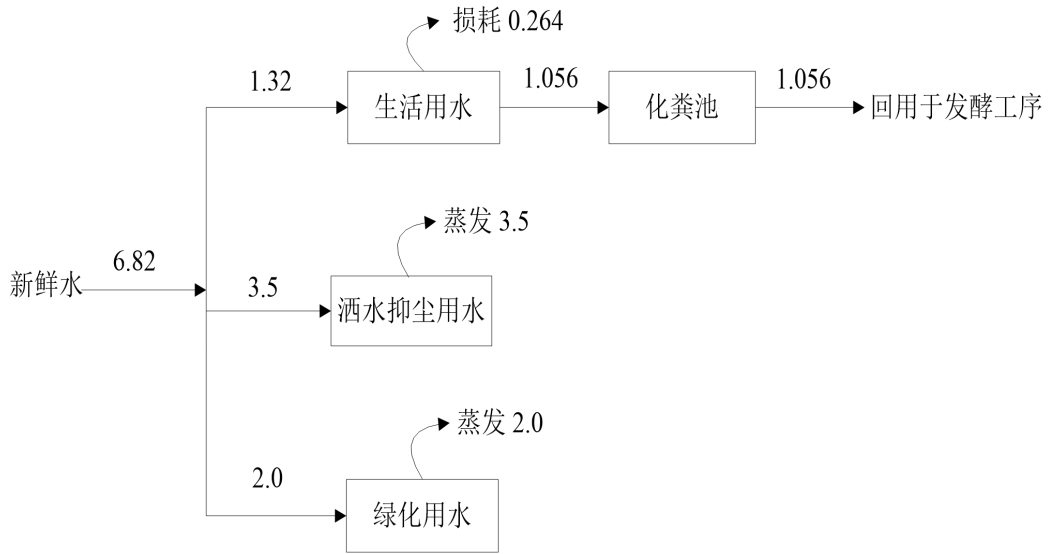 损耗 0.264
1.32
生活用水
1.056
化粪池
1.056
回用于发酵工序
蒸发 3.5
新鲜水
6.82
3.5
洒水抑尘用水
蒸发 2.0
2.0
绿化用水